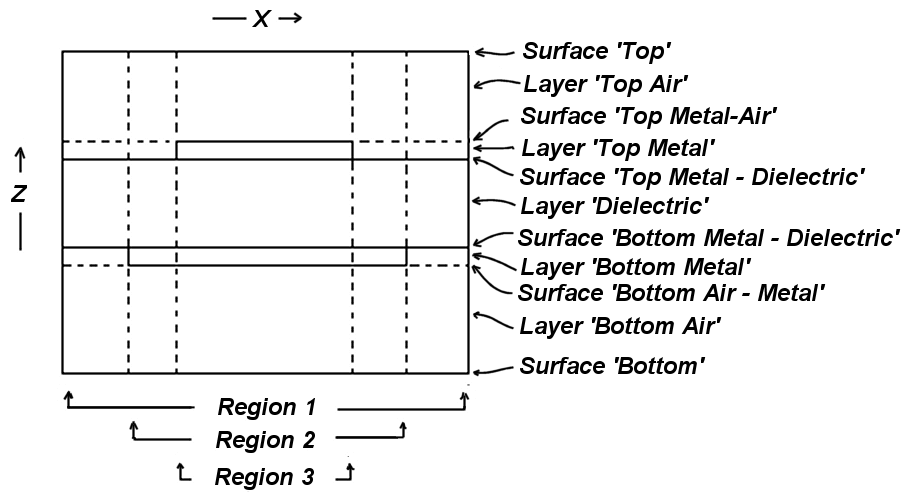 X
Surface 'Top'
Layer 'Top Air'
Surface 'Top Metal-Air'
Layer 'Top Metal'
Surface 'Top Metal - Dielectric'
Z
Layer 'Dielectric'
Surface 'Bottom Metal - Dielectric'
Layer 'Bottom Metal'
Surface 'Bottom Air - Metal'
Layer 'Bottom Air'
Surface 'Bottom'
Region 1
Region 2
Region 3